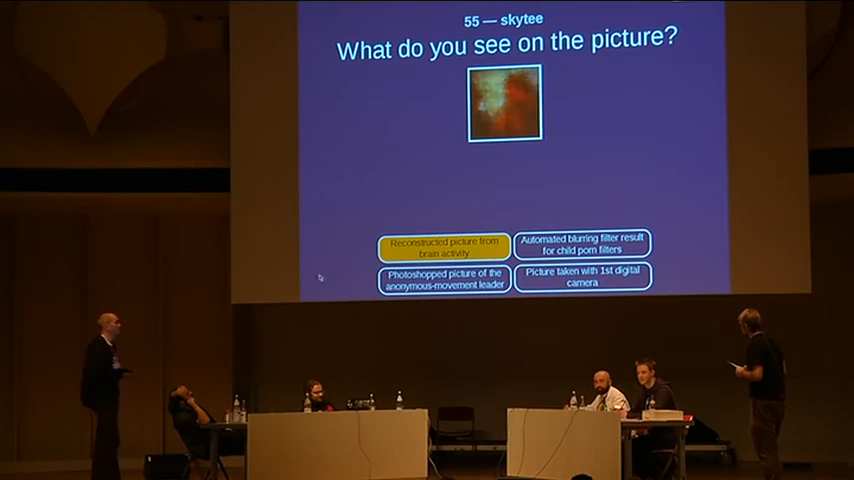 55 — skytee
What do you see on the picture?
Reconstructed picture from
brain activity
Automated blurring filter result
for child porn filters
Photoshopped picture of the
anonymous-movement leader
Picture taken with 1st digital
camera